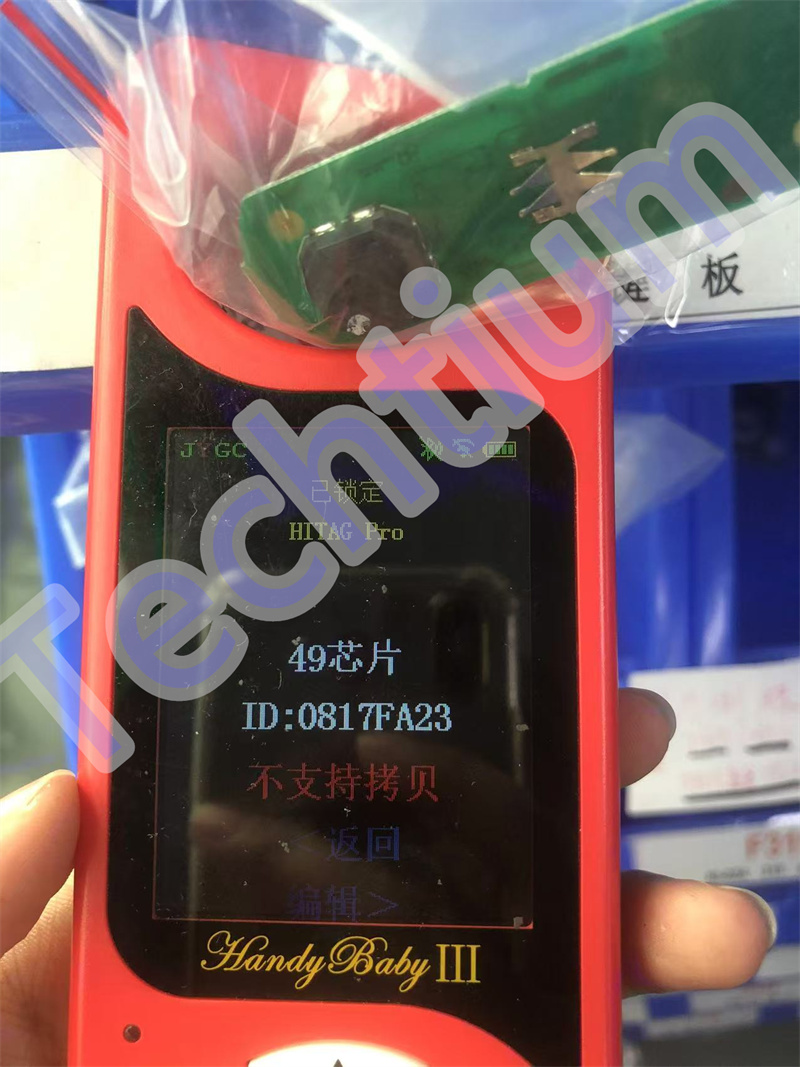 板
J GC
已锁定
HITAG Pro
49芯片
ID:0817FA23
不支持拷贝
< 返回
编辑>
Handy Baby III
F31
Techtium